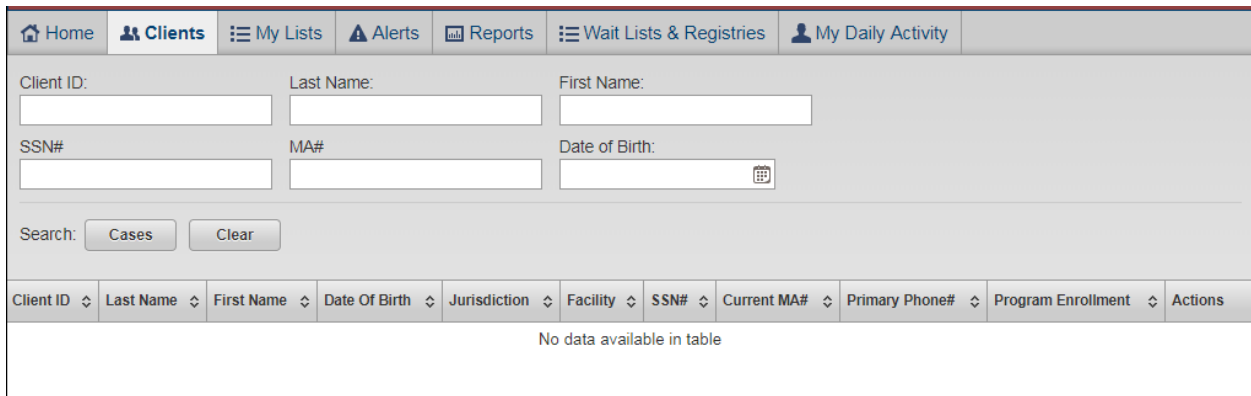 Home Clients My Lists Alerts Reports Wait Lists & Registries My Daily Activity
Client ID: Last Name: First Name:
SSN# MA# Date of Birth:
Search: Cases Clear
Client ID Last Name First Name Date Of Birth Jurisdiction Facility SSN# Current MA# Primary Phone# Program Enrollment Actions
No data available in table